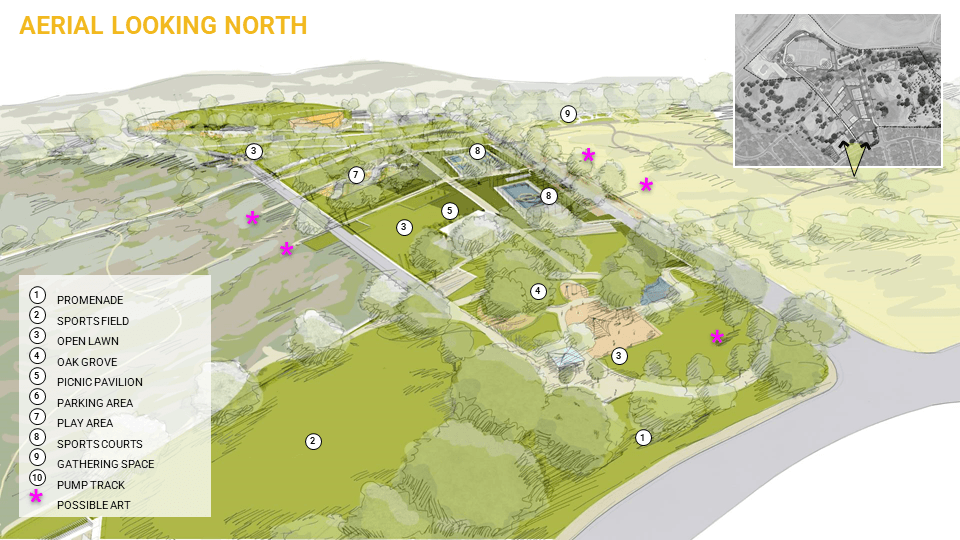 AERIAL LOOKING NORTH
9
3
8
7
8
5
3
4
3
2
1
1 PROMENADE
2 SPORTS FIELD
3 OPEN LAWN
4 OAK GROVE
5 PICNIC PAVILION
6 PARKING AREA
7 PLAY AREA
8 SPORTS COURTS
9 GATHERING SPACE
10 PUMP TRACK
* POSSIBLE ART